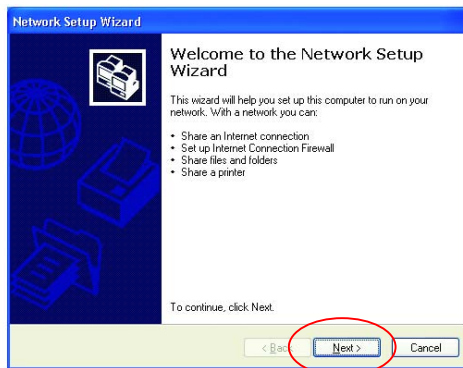 Network Setup Wizard
Welcome to the Network Setup
Wizard
This wizard will help you set up this computer to run on your
network. With a network you can:
• Share an Internet connection
• Set up Internet Connection Firewall
• Share files and folders
• Share a printer
To continue, click Next.
< Back Next > Cancel